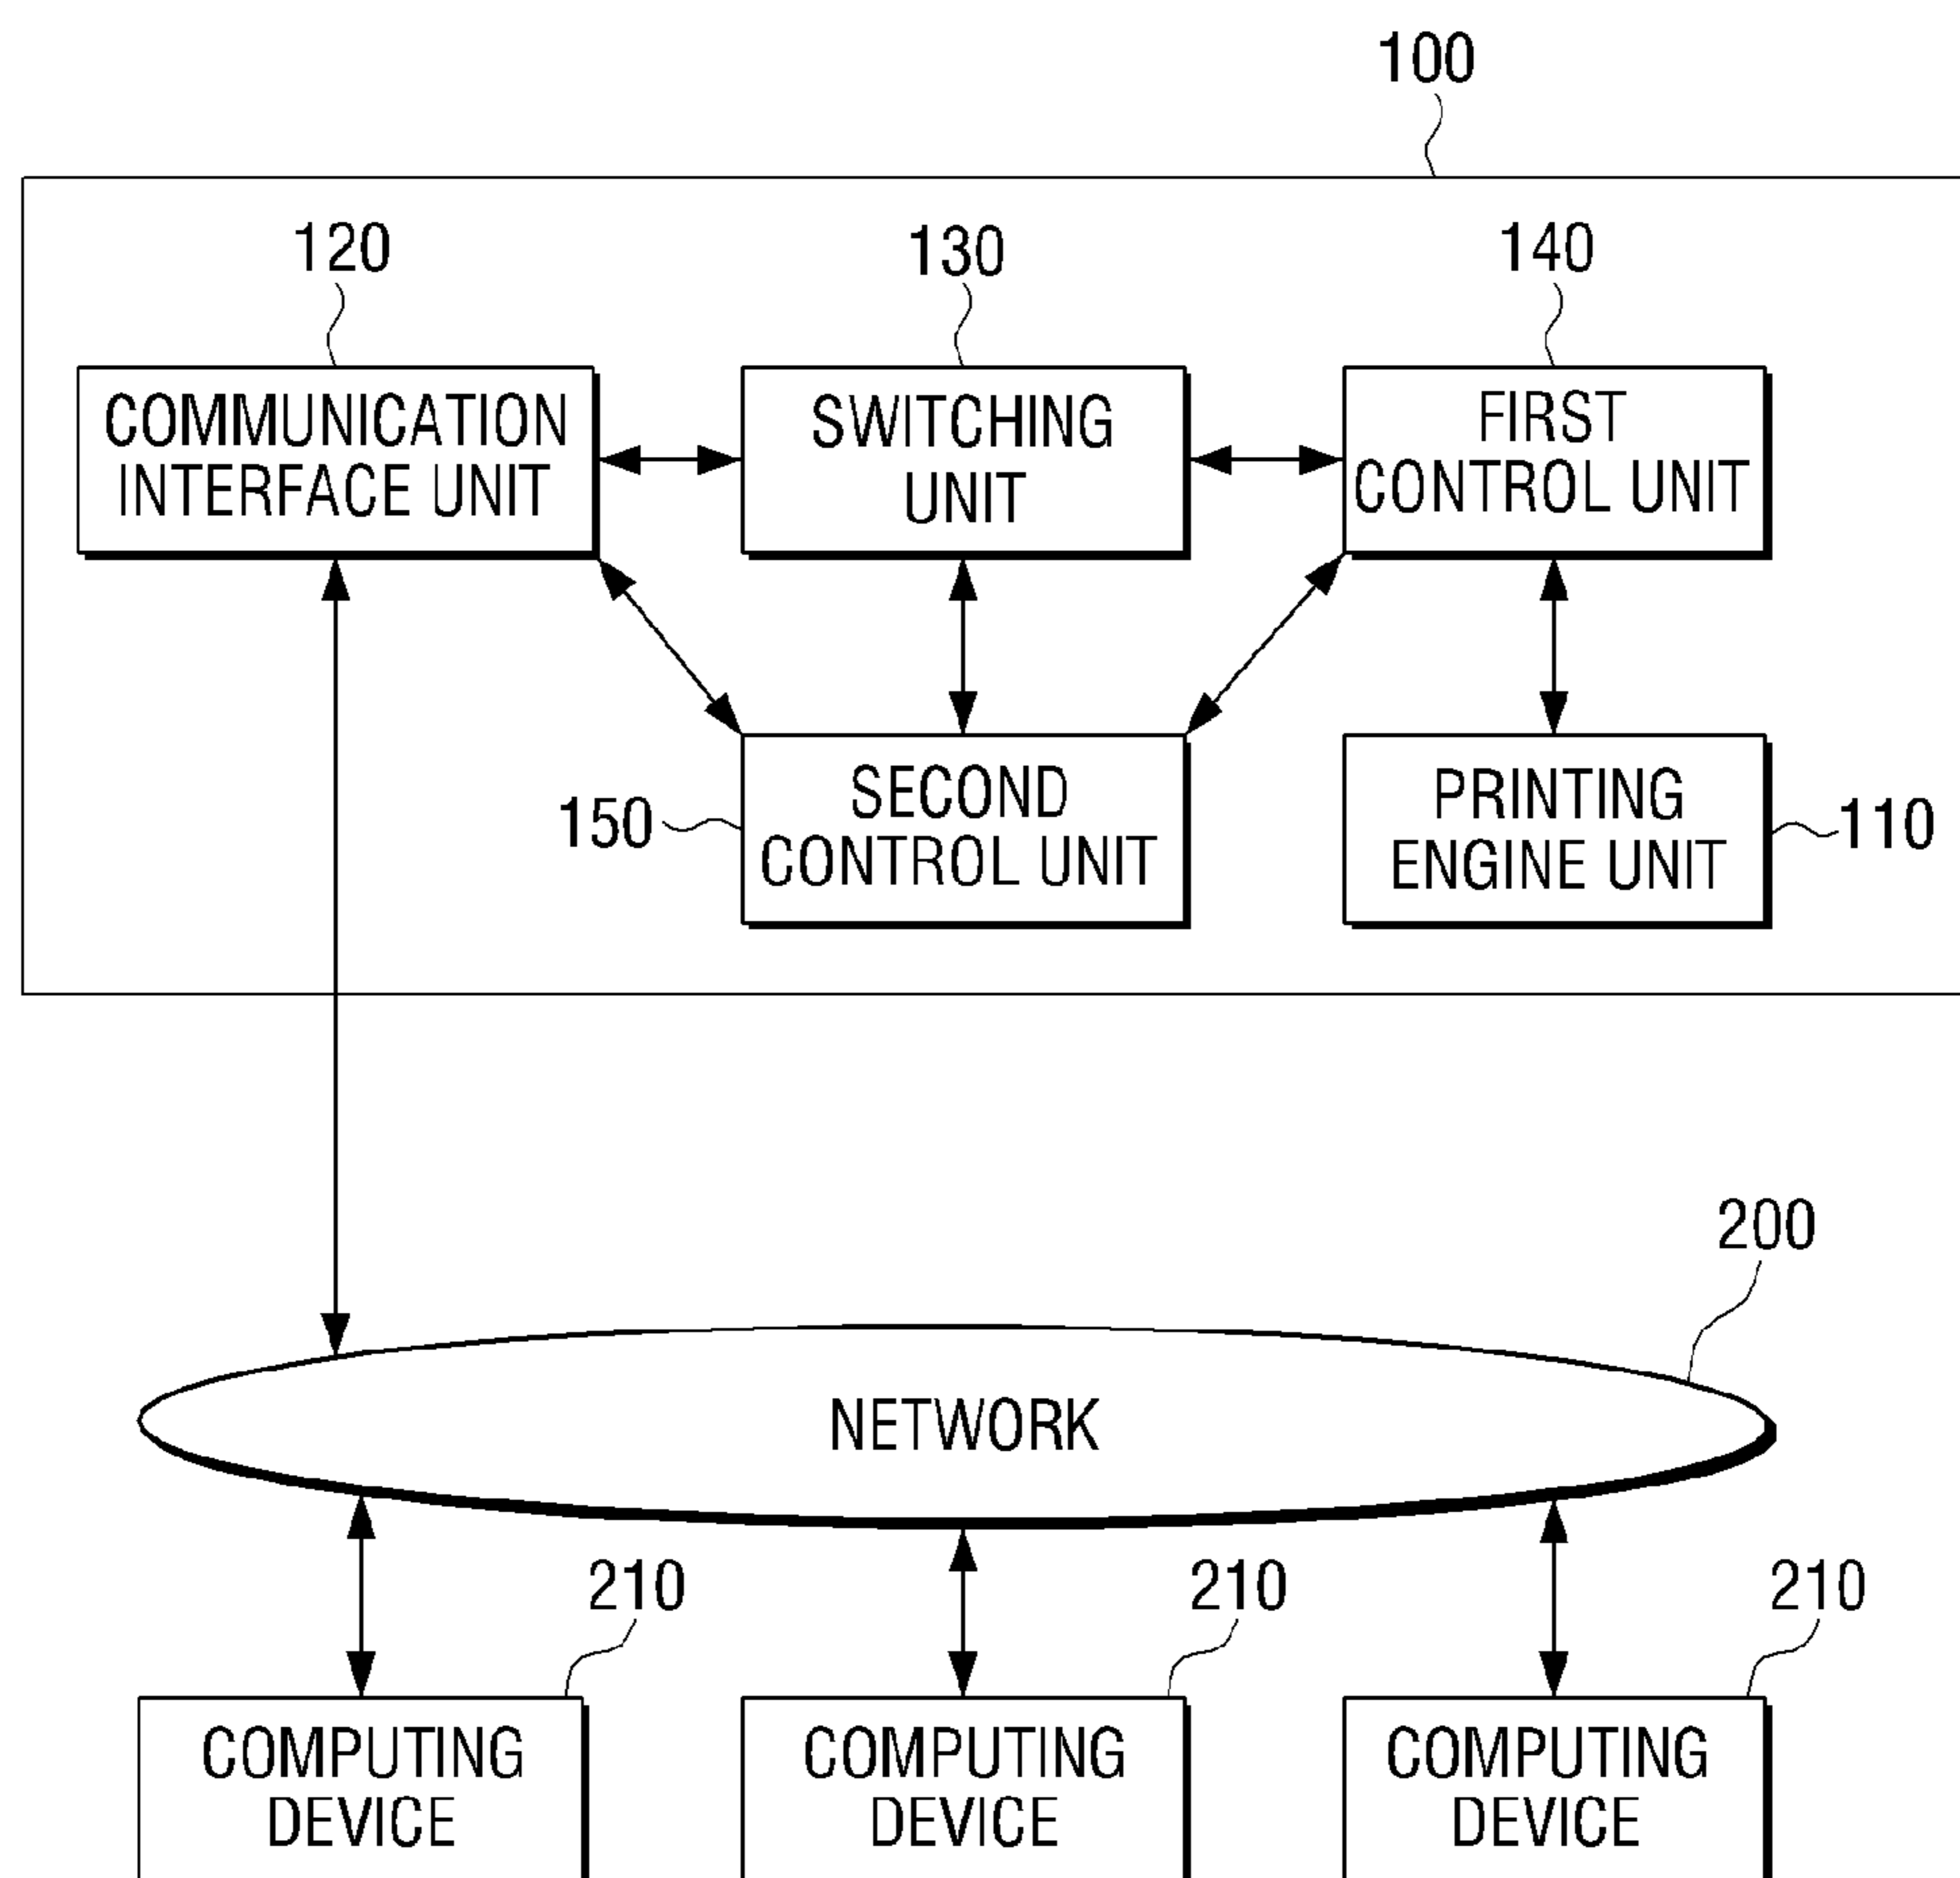 100
120
130
140
COMMUNICATION
INTERFACE UNIT
SWITCHING
UNIT
FIRST
CONTROL UNIT
150
SECOND
CONTROL UNIT
PRINTING
ENGINE UNIT
110
200
NETWORK
210
210
210
COMPUTING
DEVICE
COMPUTING
DEVICE
COMPUTING
DEVICE